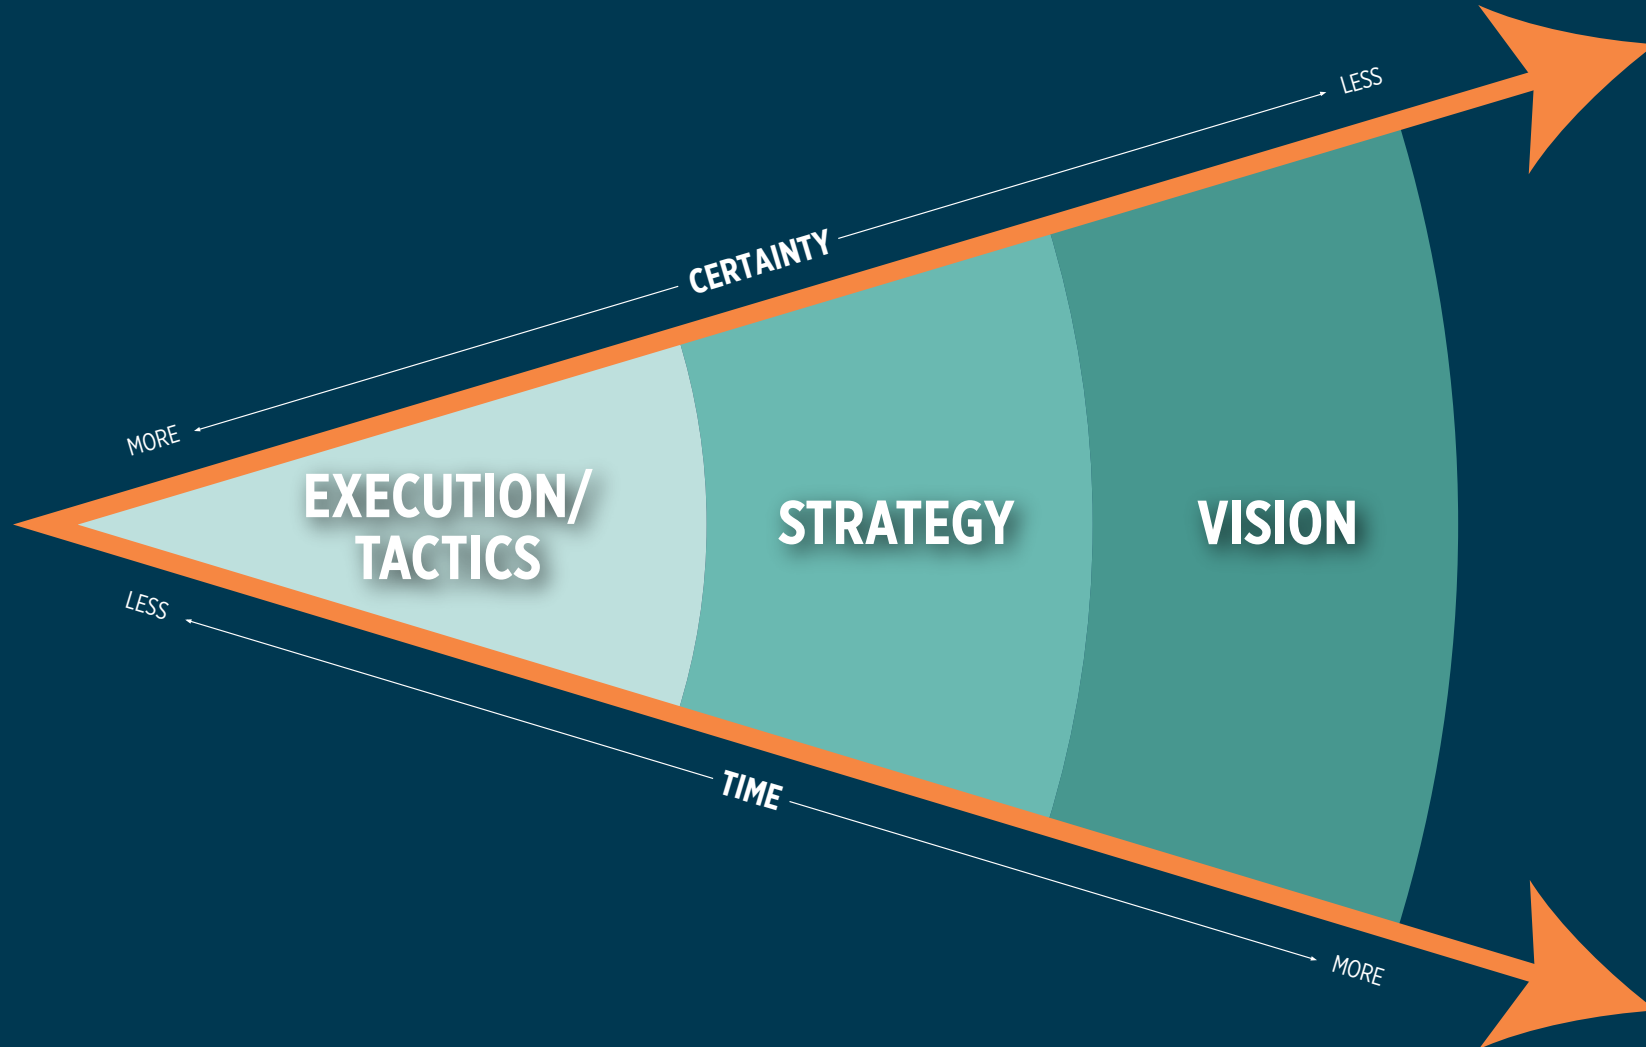 LESS
CERTAINTY
MORE
EXECUTION/
TACTICS
STRATEGY
VISION
LESS
TIME
MORE